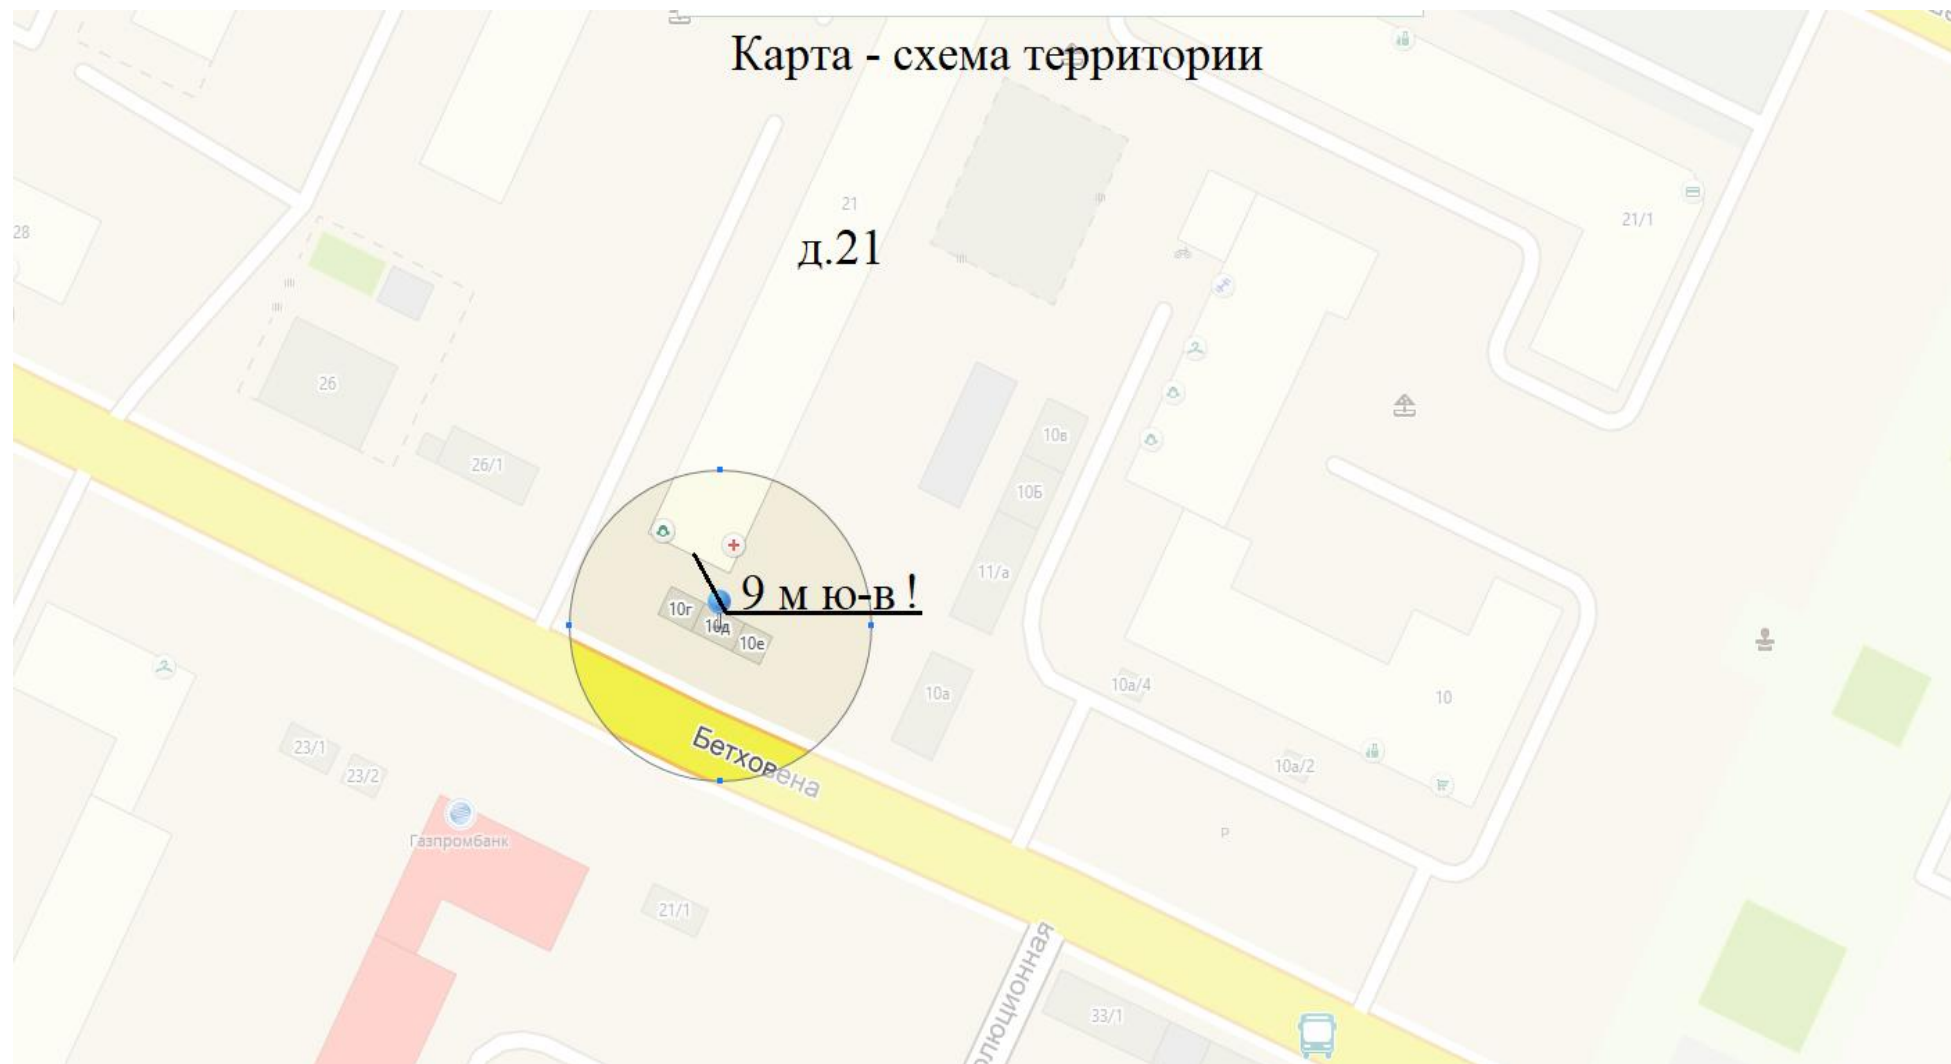 Карта - схема территории
21
д.21
21/1
28
26
26/1
10в
10Б
11/а
9 м ю-в !
10г
10д
10е
10а
10а/4
10
10а/2
23/1
23/2
Бетховена
Газпромбанк
P
21/1
олюционная
33/1